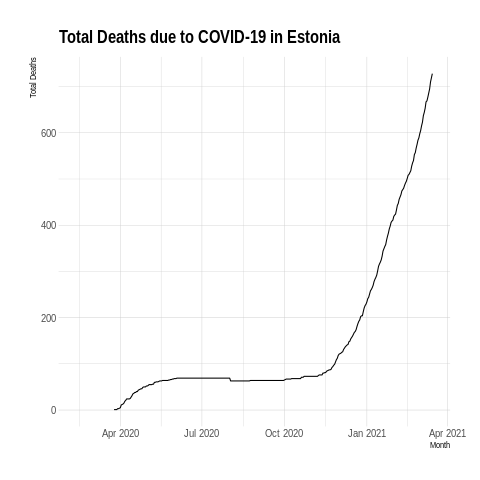 Total Deaths due to COVID-19 in Estonia
Total Deaths
600
400
200
0
Apr 2020 Jul 2020 Oct 2020 Jan 2021 Apr 2021
Month